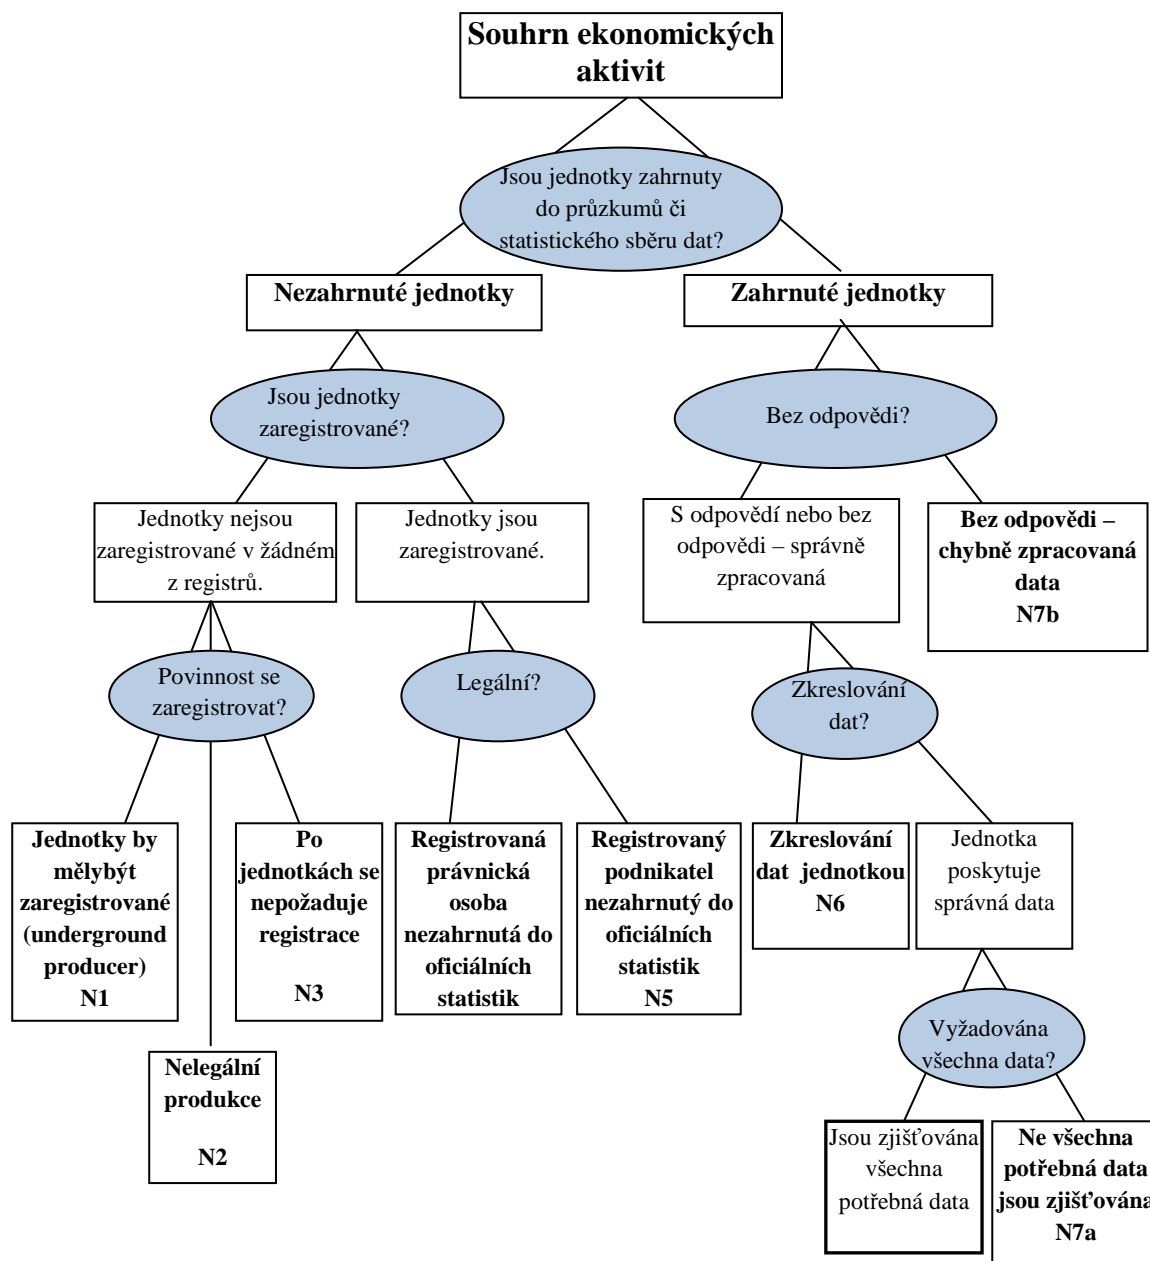 Souhrn ekonomických
aktivit
Jsou jednotky zahrnuty
do průzkumů či
statistického sběru dat?
Nezahrnuté jednotky
Zahrnuté jednotky
Jsou jednotky
zaregistrované?
Bez odpovědi?
Jednotky nejsou
zaregistrované v žádném
z registrů.
Jednotky jsou
zaregistrované.
S odpovědí nebo bez
odpovědi – správně
zpracovaná
Bez odpovědi –
chybně zpracovaná
data
N7b
Povinnost se
zaregistrovat?
Legální?
Zkreslování
dat?
Jednotky by
mělybýt
zaregistrované
(underground
producer)
N1
Po
jednotkách se
nepožaduje
registrace
N3
Registrovaná
právnická
osoba
nezahrnutá do
oficiálních
statistik
Registrovaný
podnikatel
nezahrnutý do
oficiálních
statistik
N5
Zkreslování
dat jednotkou
N6
Jednotka
poskytuje
správná data
Vyžadována
všechna data?
Nelegální
produkce
N2
Jsou zjišťována
všechna
potřebná data
Ne všechna
potřebná data
jsou zjišťována
N7a